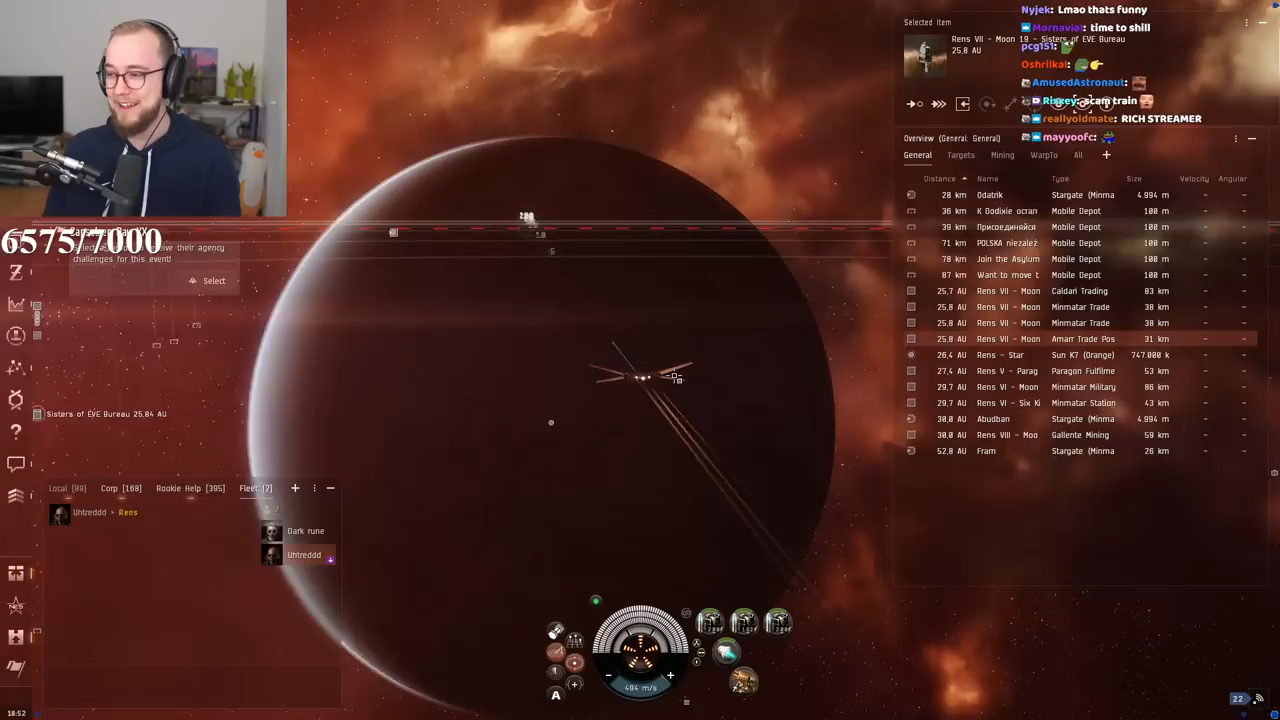 Nyjek: Lmao thats funny
Mornavial: time to shill
pcg151:
Oshrilkal:
AmusedAstronaut:
Rixxey: scam train
reallyoldmate: RICH STREAMER
mayyoofc:
Selected Item
Rens VII - Moon 19 - Sisters of EVE Bureau
25,8 AU
Overview (General: General)
General Targets Mining WarpTo All +
Distance Name Type Size Velocity Angular
28 km Odatrik Stargate (Minma 4.994 m - -
36 km K Dodixie ocran Mobile Depot 100 m - -
39 km Присоединяйся Mobile Depot 100 m - -
71 km POLSKA niezależ Mobile Depot 100 m - -
78 km Join the Asylum Mobile Depot 100 m - -
87 km Want to move t Mobile Depot 100 m - -
25,7 AU Rens VII - Moon Caldari Trading 83 km - -
25,8 AU Rens VII - Moon Minmatar Trade 38 km - -
25,8 AU Rens VII - Moon Minmatar Trade 38 km - -
25,8 AU Rens VII - Moon Amarr Trade Pos 31 km - -
26,4 AU Rens - Star Sun K7 (Orange) 747.000 k - -
27,4 AU Rens V - Parag Paragon Fulfilme 53 km - -
29,7 AU Rens VI - Moon Minmatar Military 86 km - -
29,7 AU Rens VI - Six Ki Minmatar Station 43 km - -
30,0 AU Abudban Stargate (Minma 4.994 m - -
30,0 AU Rens VIII - Moo Gallente Mining 59 km - -
52,8 AU Fram Stargate (Minma 26 km - -
6575/7000
receive their agency
challenges for this event!
Select
Sisters of EVE Bureau 25,84 AU
Local [89] Corp [168] Rookie Help [395] Fleet [2] +
Uhtreddd > Rens
2
Dark rune
Uhtreddd
494 m/s
A
1
NES
22
18:52